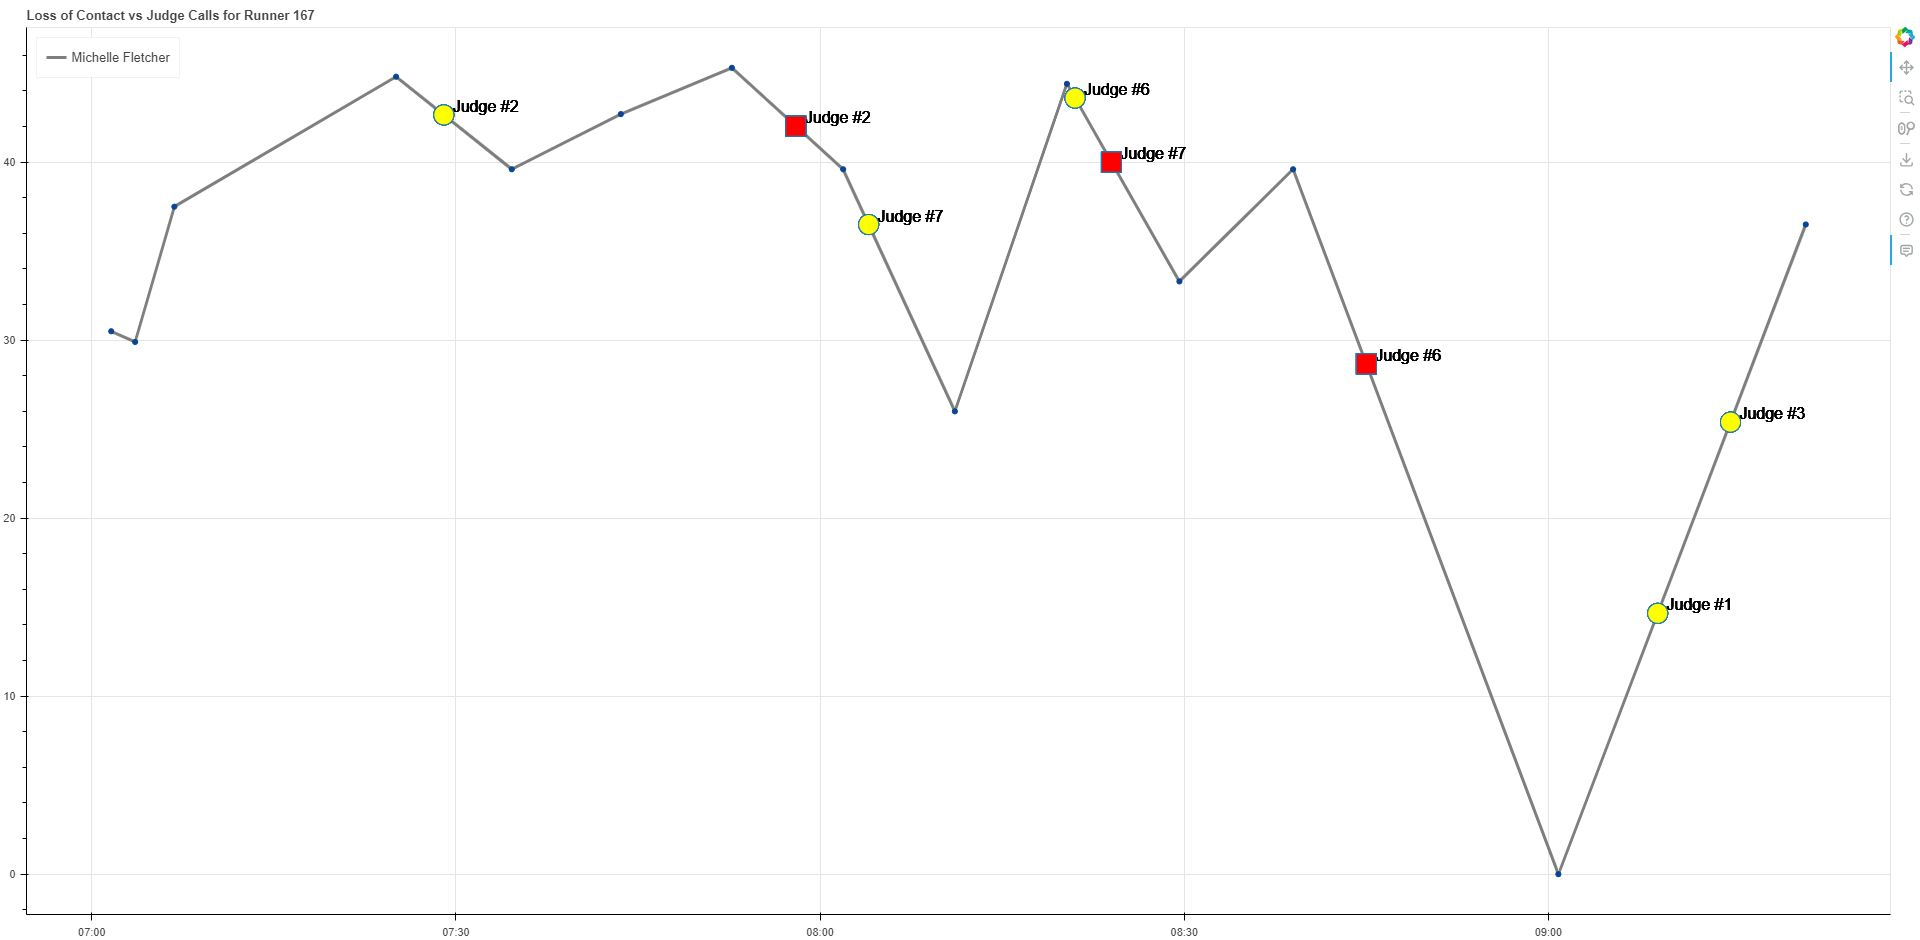 Loss of Contact vs Judge Calls for Runner 167
Michelle Fletcher
Judge #2
Judge #2
Judge #7
Judge #6
Judge #7
Judge #6
Judge #3
Judge #1
40
30
20
10
0
07:00 07:30 08:00 08:30 09:00